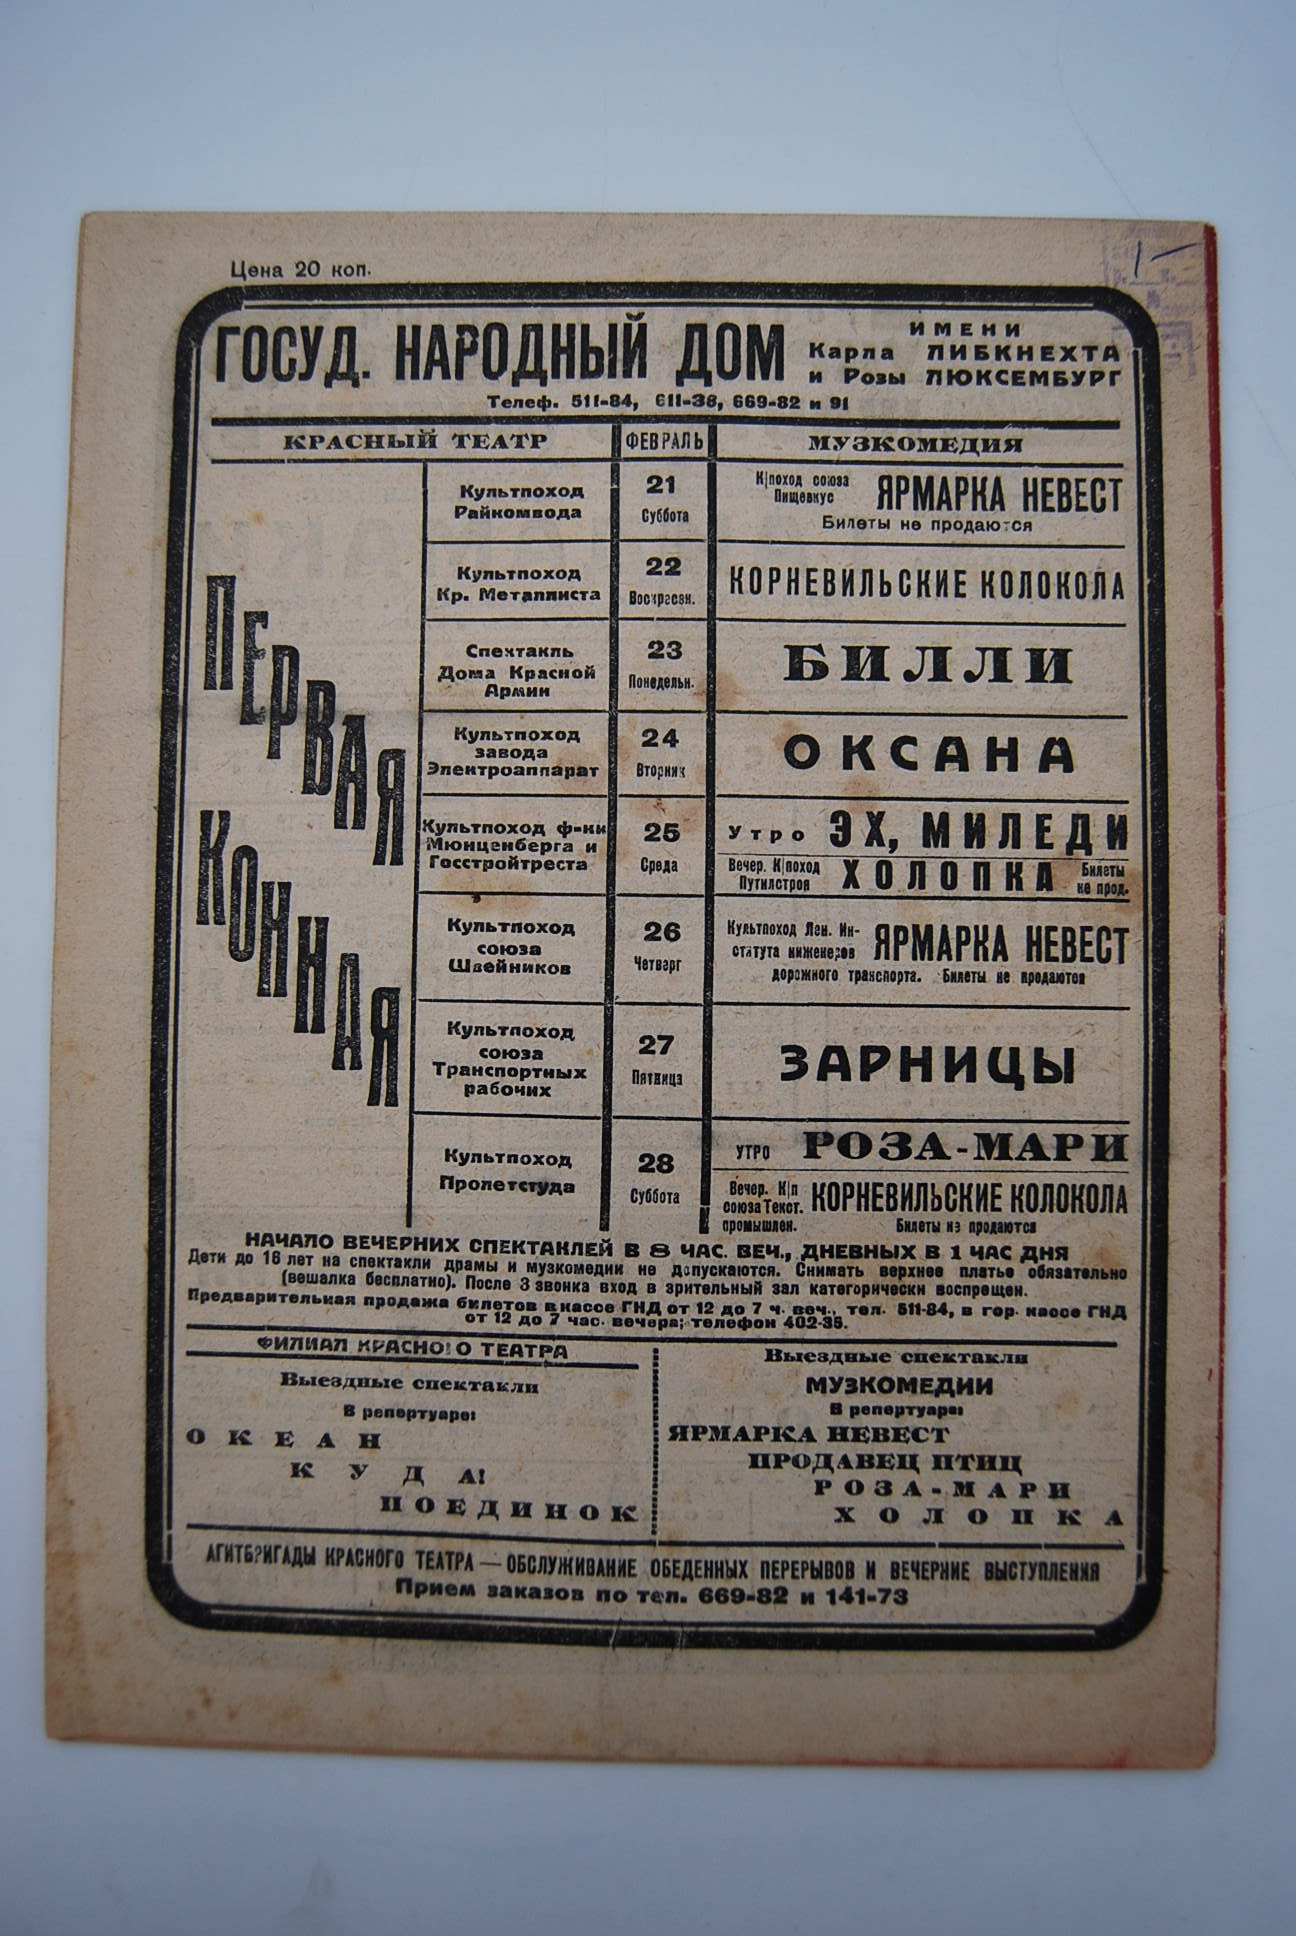 Цена 20 коп.
ГОСУД. НАРОДНЫЙ ДОМ
ИМЕНИ
Карла ЛИБКНЕХТА
и Розы ЛЮКСЕМБУРГ
Телеф. 511-84, 611-36, 669-82 и 91
КРАСНЫЙ ТЕАТР
ФЕВРАЛЬ
МУЗКОМЕДИЯ
ПЕРВАЯ
КОННАЯ
Культпоход
Райкомвода
21
Суббота
К|поход союза
Пищевкус
ЯРМАРКА НЕВЕСТ
Билеты не продаются
Культпоход
Кр. Металлиста
22
Воскресен.
КОРНЕВИЛЬСКИЕ КОЛОКОЛА
Спектакль
Дома Красной
Армии
23
Понедельн.
БИЛЛИ
Культпоход
завода
Электроаппарат
24
Вторник
ОКСАНА
Культпоход ф-ки
Мюнценберга и
Госстройтреста
25
Среда
Утро ЭХ, МИЛЕДИ
Вечер. К|поход
Путилстроя
ХОЛОПКА
Билеты
не прод.
Культпоход
союза
Швейников
26
Четверг
Культпоход Лен. Ин-
ститута инженеров
ЯРМАРКА НЕВЕСТ
дорожного транспорта. Билеты не продаются
Культпоход
союза
Транспортных
рабочих
27
Пятница
ЗАРНИЦЫ
Культпоход
Пролетстуда
28
Суббота
УТРО РОЗА-МАРИ
Вечер. К|п
союза Текст.
промышлен.
КОРНЕВИЛЬСКИЕ КОЛОКОЛА
Билеты не продаются
НАЧАЛО ВЕЧЕРНИХ СПЕКТАКЛЕЙ В 8 ЧАС. ВЕЧ., ДНЕВНЫХ В 1 ЧАС ДНЯ
Дети до 16 лет на спектакли драмы и музкомедии не допускаются. Снимать верхнее платье обязательно
(вешалка бесплатно). После 3 звонка вход в зрительный зал категорически воспрещен.
Предварительная продажа билетов в кассе ГНД от 12 до 7 ч. веч., тел. 511-84, в гор. кассе ГНД
от 12 до 7 час. вечера; телефон 402-35.
ФИЛИАЛ КРАСНОГО ТЕАТРА
Выездные спектакли
В репертуаре:
ОКЕАН
КУДА!
ПОЕДИНОК
Выездные спектакли
МУЗКОМЕДИИ
В репертуаре:
ЯРМАРКА НЕВЕСТ
ПРОДАВЕЦ ПТИЦ
РОЗА-МАРИ
ХОЛОПКА
АГИТБРИГАДЫ КРАСНОГО ТЕАТРА — ОБСЛУЖИВАНИЕ ОБЕДЕННЫХ ПЕРЕРЫВОВ И ВЕЧЕРНИЕ ВЫСТУПЛЕНИЯ
Прием заказов по тел. 669-82 и 141-73